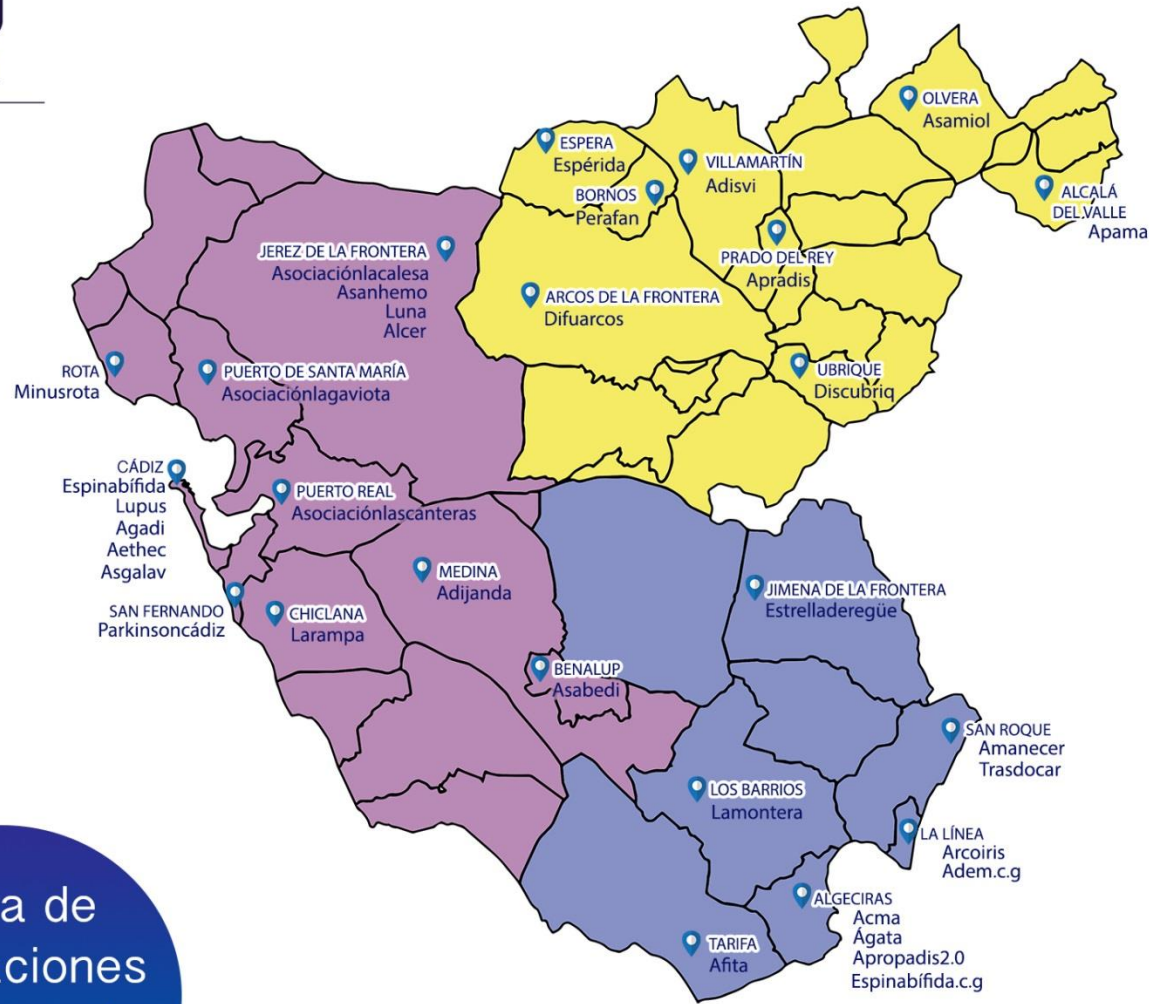 OLVERA
Asamiol
ESPERA
Espérida
VILLAMARTÍN
Adisvi
BORNOS
Perafan
ALCALÁ
DEL VALLE
Apama
PRADO DEL REY
Apradis
JEREZ DE LA FRONTERA
Asociaciónlacalesa
Asanhemo
Luna
Alcer
ARCOS DE LA FRONTERA
Difuarcos
ROTA
Minusrota
PUERTO DE SANTA MARÍA
Asociaciónlagaviota
UBRIQUE
Discubriq
CÁDIZ
Espinabífida
Lupus
Agadi
Aethec
Asgalav
PUERTO REAL
Asociaciónlascanteras
MEDINA
Adijanda
JIMENA DE LA FRONTERA
Estrelladeregüe
SAN FERNANDO
Parkinsoncádiz
CHICLANA
Larampa
BENALUP
Asabedi
SAN ROQUE
Amanecer
Trasdocar
LOS BARRIOS
Lamontera
LA LÍNEA
Arcoiris
Adem.c.g
ALGECIRAS
Acma
Ágata
Apropadis2.0
Espinabífida.c.g
TARIFA
Afita
a de
ciones